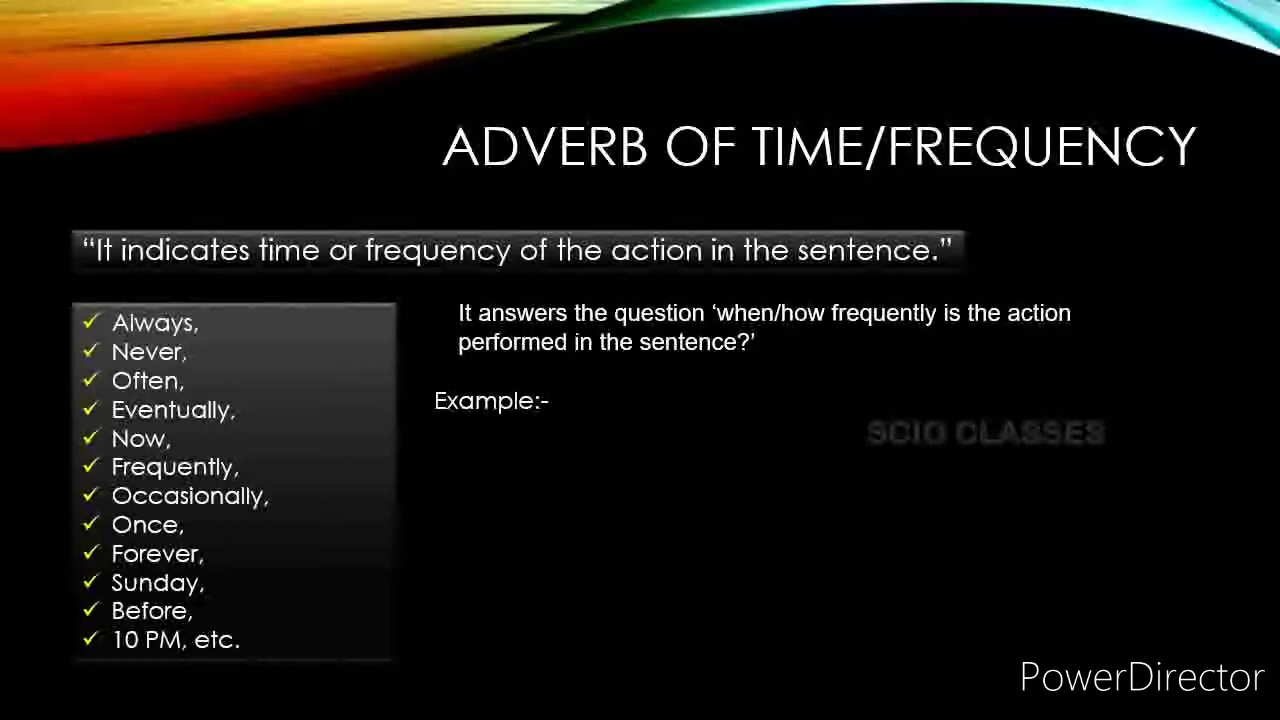 ADVERB OF TIME/FREQUENCY
“It indicates time or frequency of the action in the sentence.”
Always,
Never,
Often,
Eventually,
Now,
Frequently,
Occasionally,
Once,
Forever,
Sunday,
Before,
10 PM, etc.
It answers the question ‘when/how frequently is the action
performed in the sentence?’
Example:-
SCIO CLASSES
PowerDirector